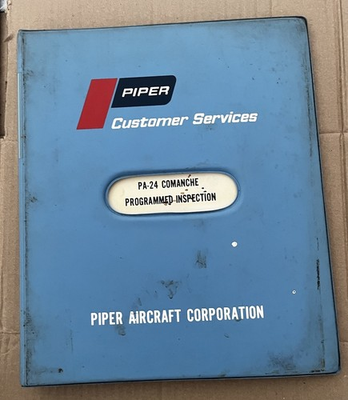 PIPER
Customer Services
PA-24 COMANCHE
PROGRAMMED INSPECTION
PIPER AIRCRAFT CORPORATION